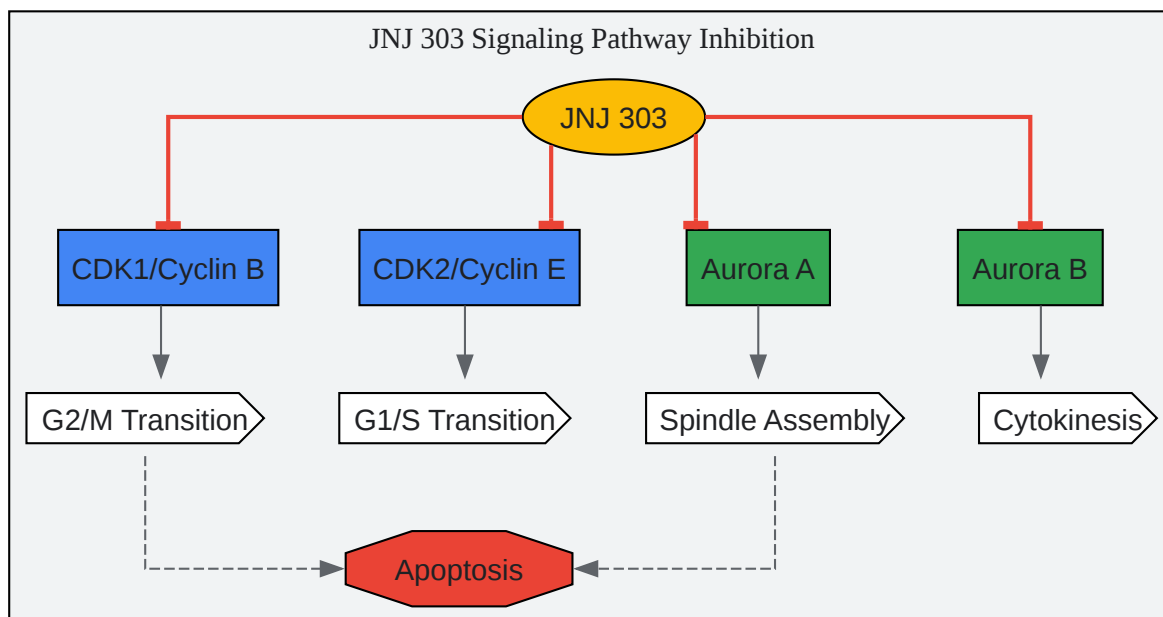 JNJ 303 Signaling Pathway Inhibition
JNJ 303
CDK1/Cyclin B
CDK2/Cyclin E
Aurora A
Aurora B
G2/M Transition
G1/S Transition
Spindle Assembly
Cytokinesis
Apoptosis